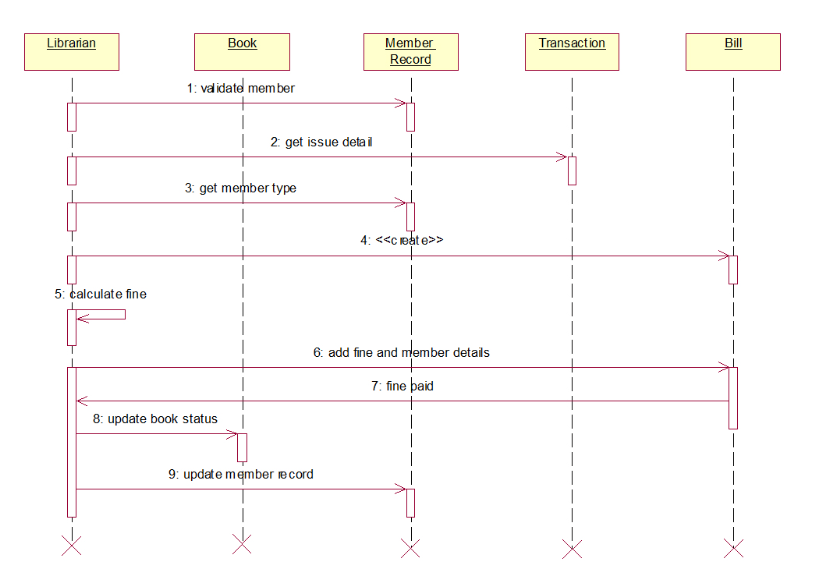 Librarian
Book
Member
Record
Transaction
Bill
1: validate member
2: get issue detail
3: get member type
4: <<create>>
5: calculate fine
6: add fine and member details
7: fine paid
8: update book status
9: update member record